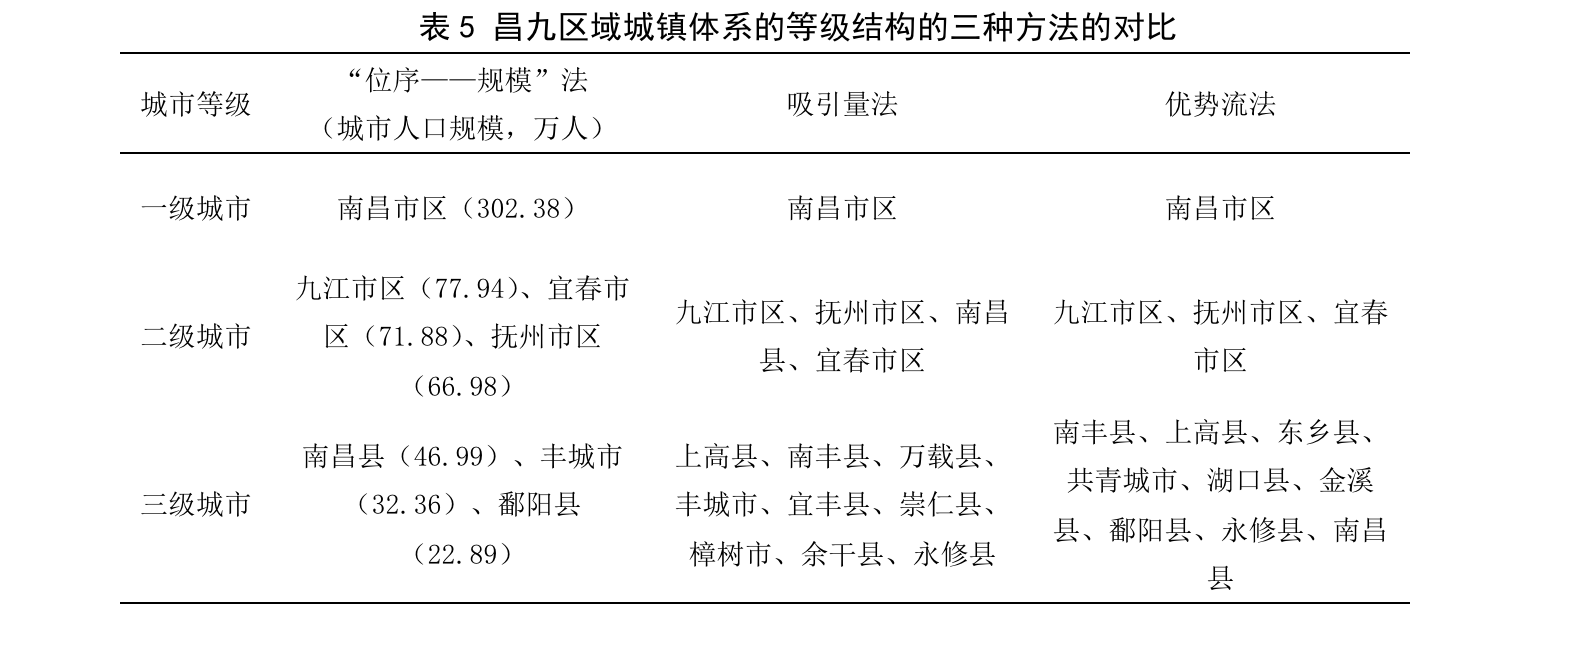 表 5 昌九区域城镇体系的等级结构的三种方法的对比
城市等级
“位序——规模”法
（城市人口规模，万人）
吸引量法
优势流法
一级城市
南昌市区（302.38）
南昌市区
南昌市区
二级城市
九江市区（77.94）、宜春市
区（71.88）、抚州市区
（66.98）
九江市区、抚州市区、南昌
县、宜春市区
九江市区、抚州市区、宜春
市区
三级城市
南昌县（46.99）、丰城市
（32.36）、鄱阳县
（22.89）
上高县、南丰县、万载县、
丰城市、宜丰县、崇仁县、
樟树市、余干县、永修县
南丰县、上高县、东乡县、
共青城市、湖口县、金溪
县、鄱阳县、永修县、南昌
县